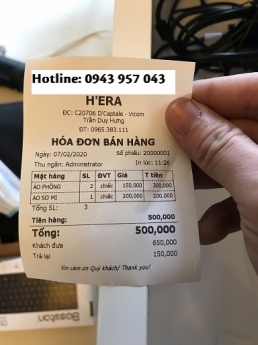 Hotline: 0943 957 043
H'ERA
ĐC: C20706 D'Capitale - Vicom
Trần Duy Hưng
ĐT: 0965.383.111
HÓA ĐƠN BÁN HÀNG
Ngày: 07/02/2020 Số phiếu: 20000001
Thu ngân: Administrator In lúc: 11:26
Mặt hàng SL ĐVT Giá T tiền
AO PHÔNG 2 chiếc 150,000 300,000
AO SO MI 1 chiếc 200,000 200,000
Tổng SL: 3
Tiền hàng: 500,000
Tổng: 500,000
Khách đưa 650,000
Trả lại 150,000
Xin cảm ơn Quý khách/ Thank you!
Bosston